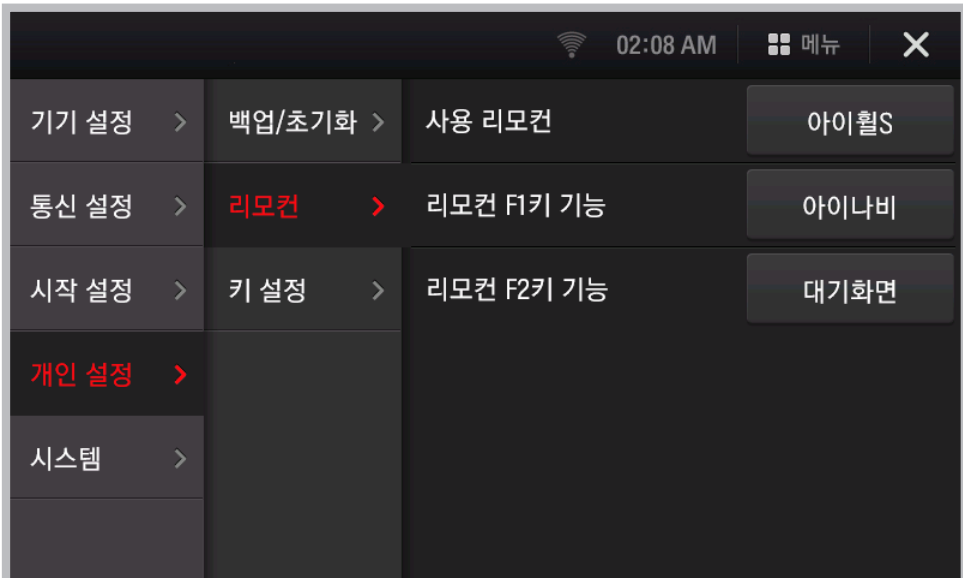 02:08 AM 메뉴
기기 설정
통신 설정
시작 설정
개인 설정
시스템
백업/초기화
리모컨
키 설정
사용 리모컨 아이휠S
리모컨 F1키 기능 아이나비
리모컨 F2키 기능 대기화면